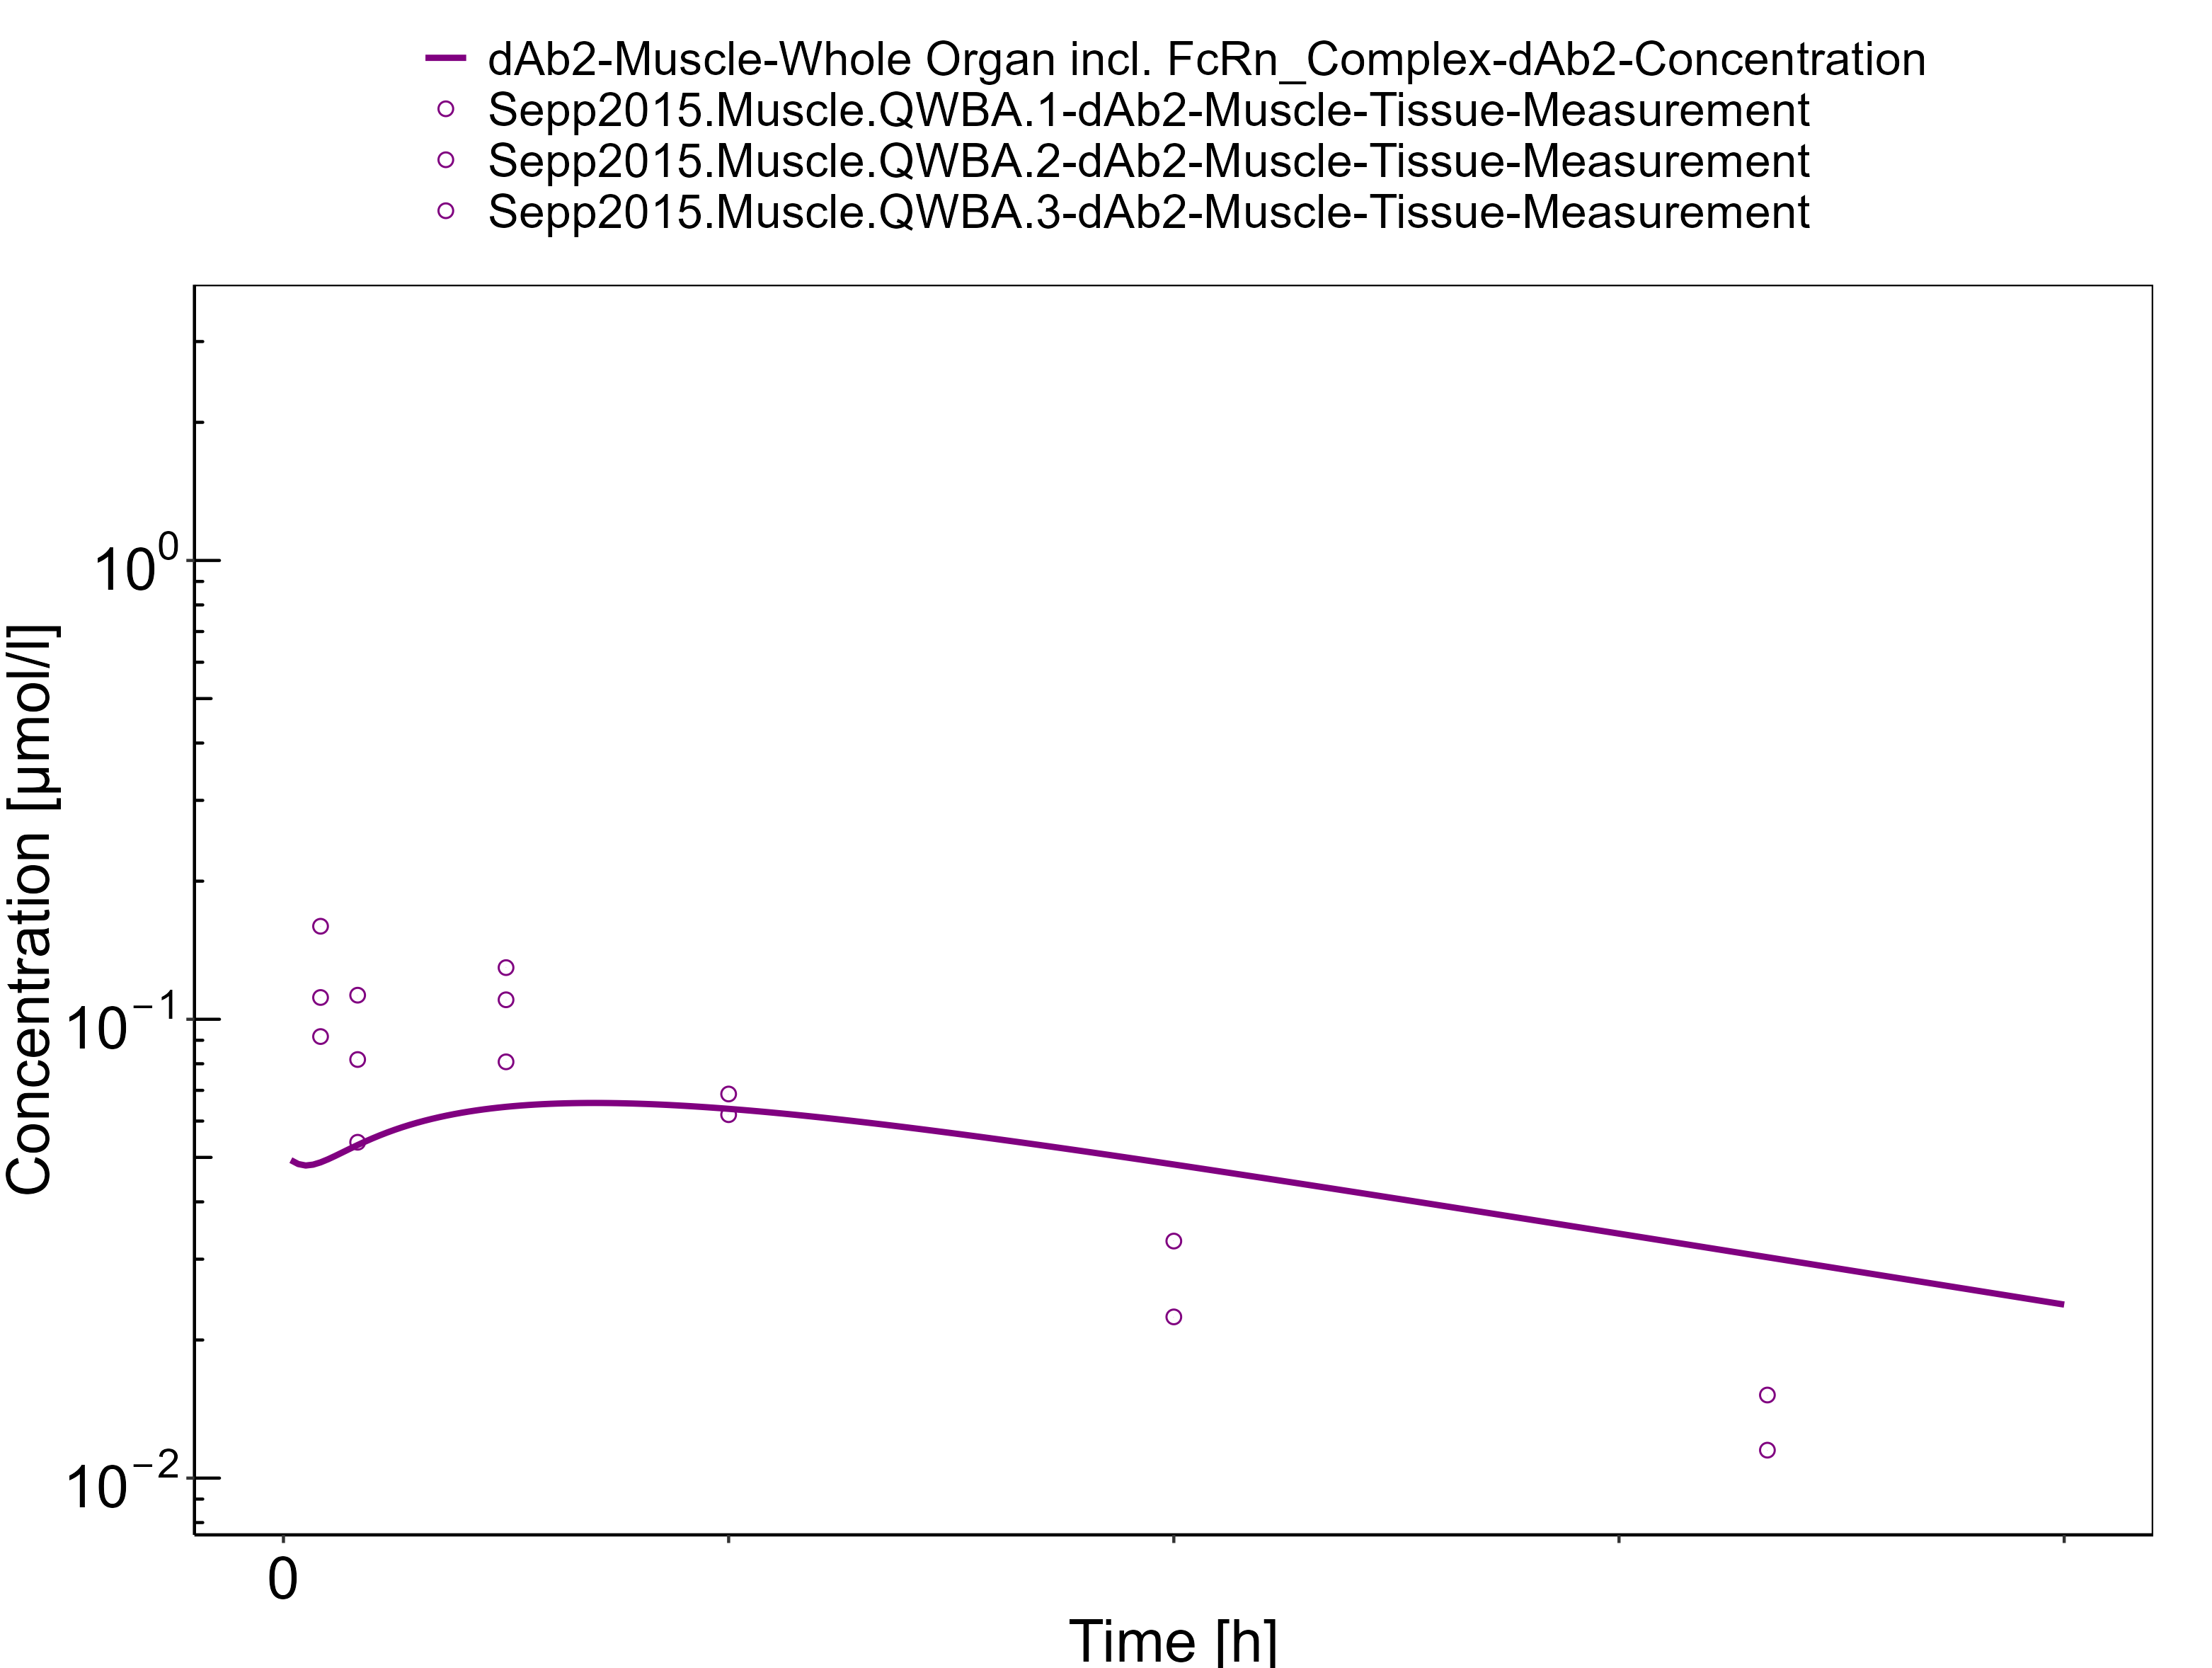 dAb2-Muscle-Whole Organ incl. FcRn_Complex-dAb2-Concentration
Sepp2015.Muscle.QWBA.1-dAb2-Muscle-Tissue-Measurement
Sepp2015.Muscle.QWBA.2-dAb2-Muscle-Tissue-Measurement
Sepp2015.Muscle.QWBA.3-dAb2-Muscle-Tissue-Measurement
10⁰
10⁻¹
10⁻²
Concentration [µmol/l]
0
Time [h]